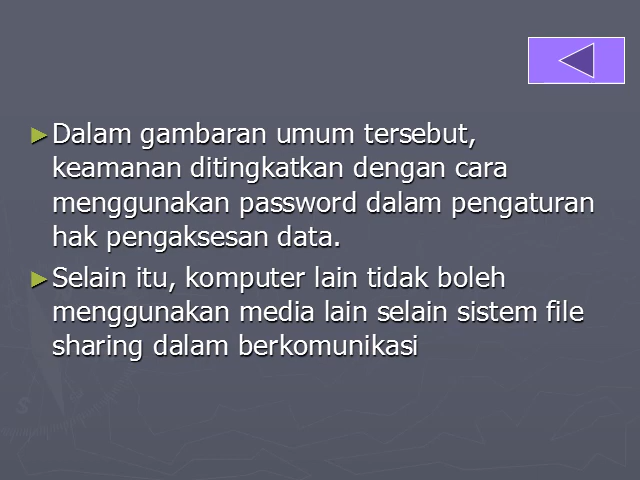 Dalam gambaran umum tersebut,
keamanan ditingkatkan dengan cara
menggunakan password dalam pengaturan
hak pengaksesan data.
Selain itu, komputer lain tidak boleh
menggunakan media lain selain sistem file
sharing dalam berkomunikasi